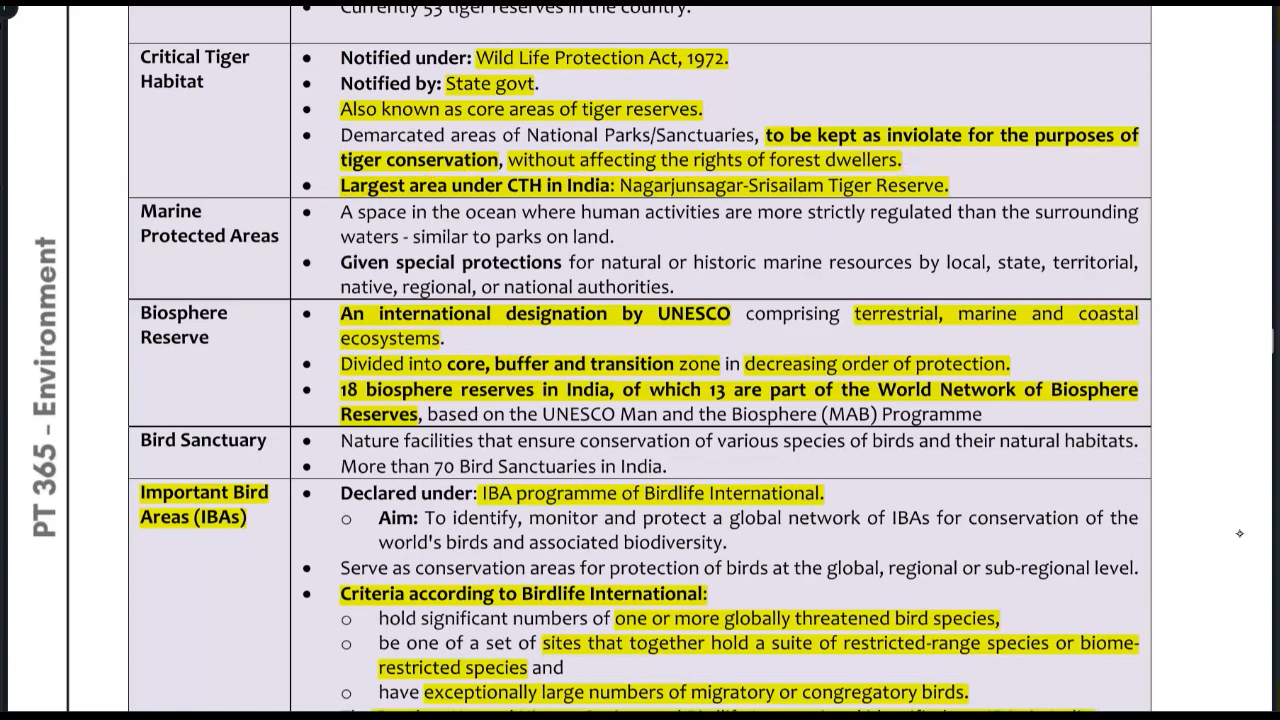 Currently 53 tiger reserves in the country.
Critical Tiger
Habitat
• Notified under: Wild Life Protection Act, 1972.
• Notified by: State govt.
• Also known as core areas of tiger reserves.
• Demarcated areas of National Parks/Sanctuaries, to be kept as inviolate for the purposes of
tiger conservation, without affecting the rights of forest dwellers.
• Largest area under CTH in India: Nagarjunsagar-Srisailam Tiger Reserve.
Marine
Protected Areas
• A space in the ocean where human activities are more strictly regulated than the surrounding
waters - similar to parks on land.
• Given special protections for natural or historic marine resources by local, state, territorial,
native, regional, or national authorities.
Biosphere
Reserve
• An international designation by UNESCO comprising terrestrial, marine and coastal
ecosystems.
• Divided into core, buffer and transition zone in decreasing order of protection.
• 18 biosphere reserves in India, of which 13 are part of the World Network of Biosphere
Reserves, based on the UNESCO Man and the Biosphere (MAB) Programme
Bird Sanctuary
• Nature facilities that ensure conservation of various species of birds and their natural habitats.
• More than 70 Bird Sanctuaries in India.
Important Bird
Areas (IBAs)
• Declared under: IBA programme of Birdlife International.
o Aim: To identify, monitor and protect a global network of IBAs for conservation of the
world's birds and associated biodiversity.
• Serve as conservation areas for protection of birds at the global, regional or sub-regional level.
• Criteria according to Birdlife International:
o hold significant numbers of one or more globally threatened bird species,
o be one of a set of sites that together hold a suite of restricted-range species or biome-
restricted species and
o have exceptionally large numbers of migratory or congregatory birds.
PT 365 - Environment